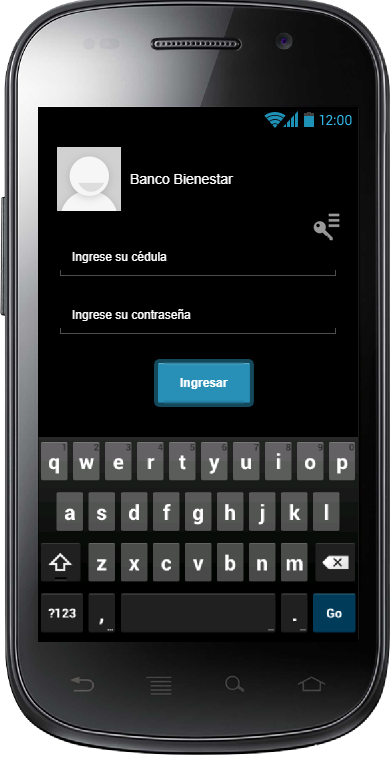 12:00
Banco Bienestar
Ingrese su cédula
Ingrese su contraseña
Ingresar
1 2 3 4 5 6 7 8 9 0
q w e r t y u i o p
a s d f g h j k l
z x c v b n m
?123 , ... . ... Go